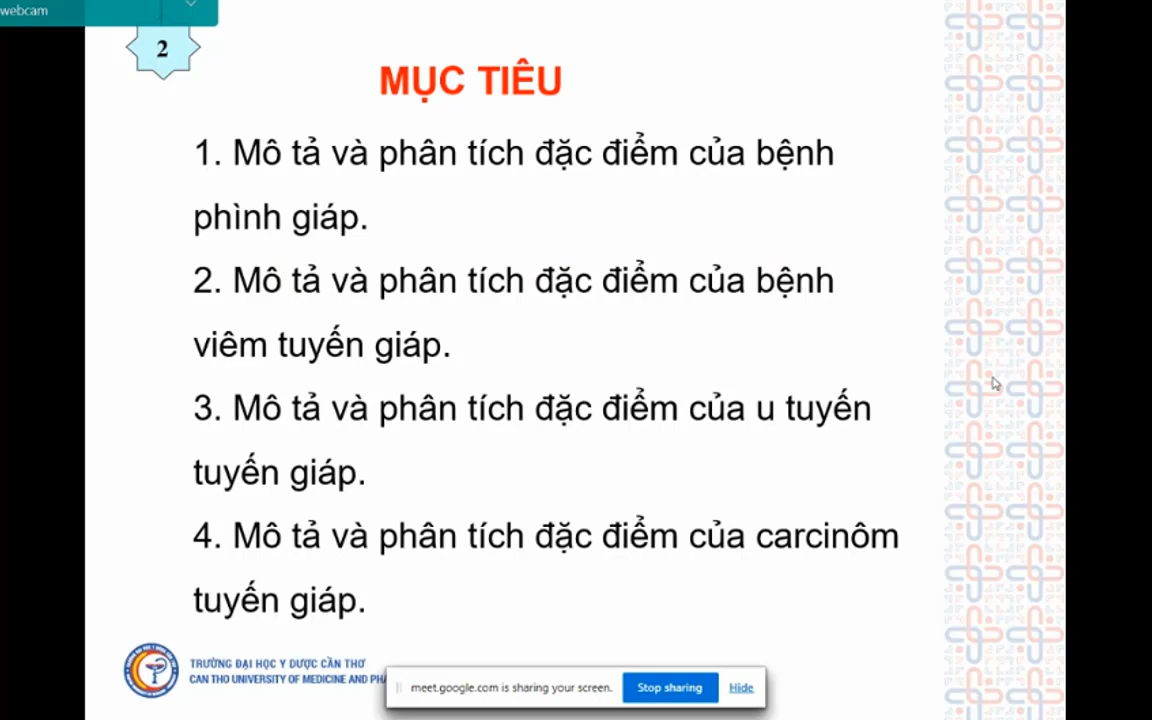 webcam
2
MỤC TIÊU
1. Mô tả và phân tích đặc điểm của bệnh
phình giáp.
2. Mô tả và phân tích đặc điểm của bệnh
viêm tuyến giáp.
3. Mô tả và phân tích đặc điểm của u tuyến
tuyến giáp.
4. Mô tả và phân tích đặc điểm của carcinôm
tuyến giáp.
TRƯỜNG ĐẠI HỌC Y DƯỢC CẦN THƠ
CAN THO UNIVERSITY OF MEDICINE AND PHA
meet.google.com is sharing your screen.
Stop sharing
Hide